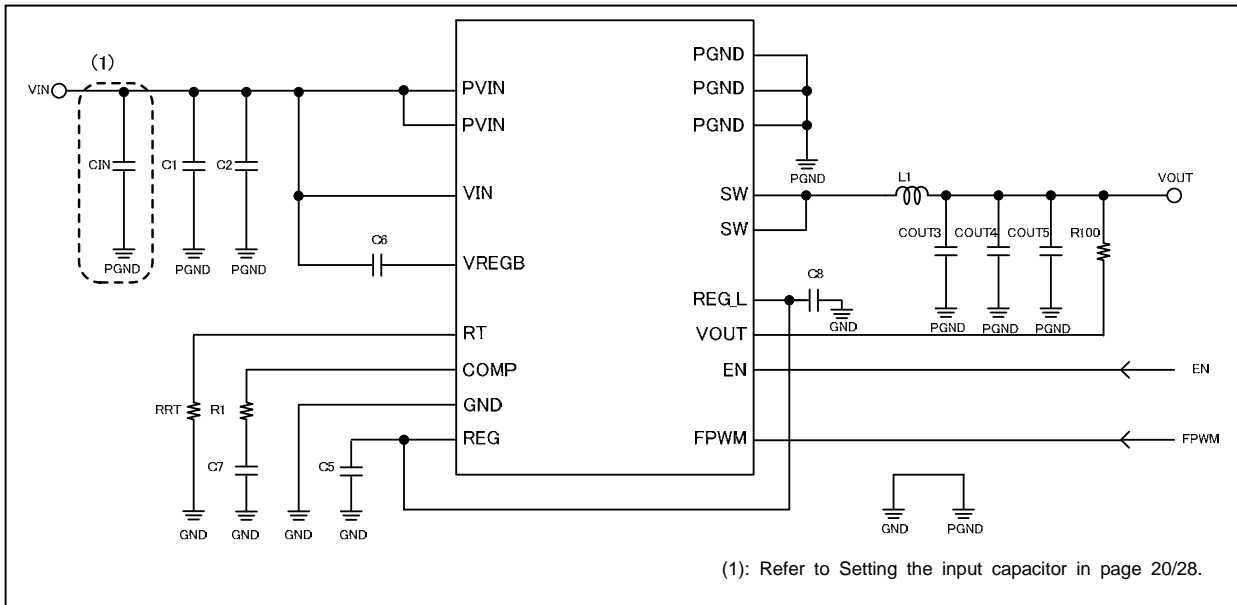 (1)
VIN
CIN
C1
C2
PGND
PGND
PGND
C6
PVIN
PVIN
VIN
VREGB
RT
COMP
GND
REG
RRT
R1
C7
C5
GND
GND
GND
GND
PGND
PGND
PGND
SW
SW
REG_L
VOUT
EN
FPWM
PGND
L1
VOUT
COUT3
COUT4
COUT5
R100
PGND
PGND
PGND
C8
GND
EN
FPWM
GND
PGND
(1): Refer to Setting the input capacitor in page 20/28.